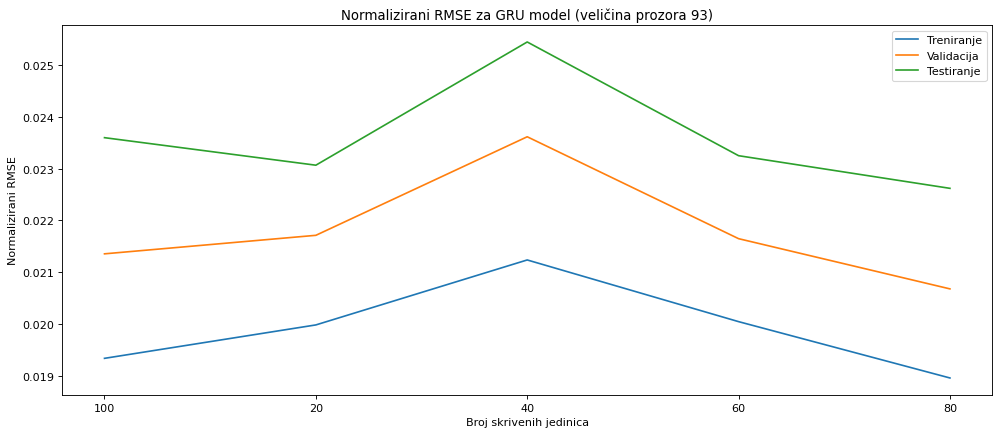 Normalizirani RMSE za GRU model (veličina prozora 93)
Treniranje
Validacija
Testiranje
Normalizirani RMSE
0.025
0.024
0.023
0.022
0.021
0.020
0.019
100 20 40 60 80
Broj skrivenih jedinica